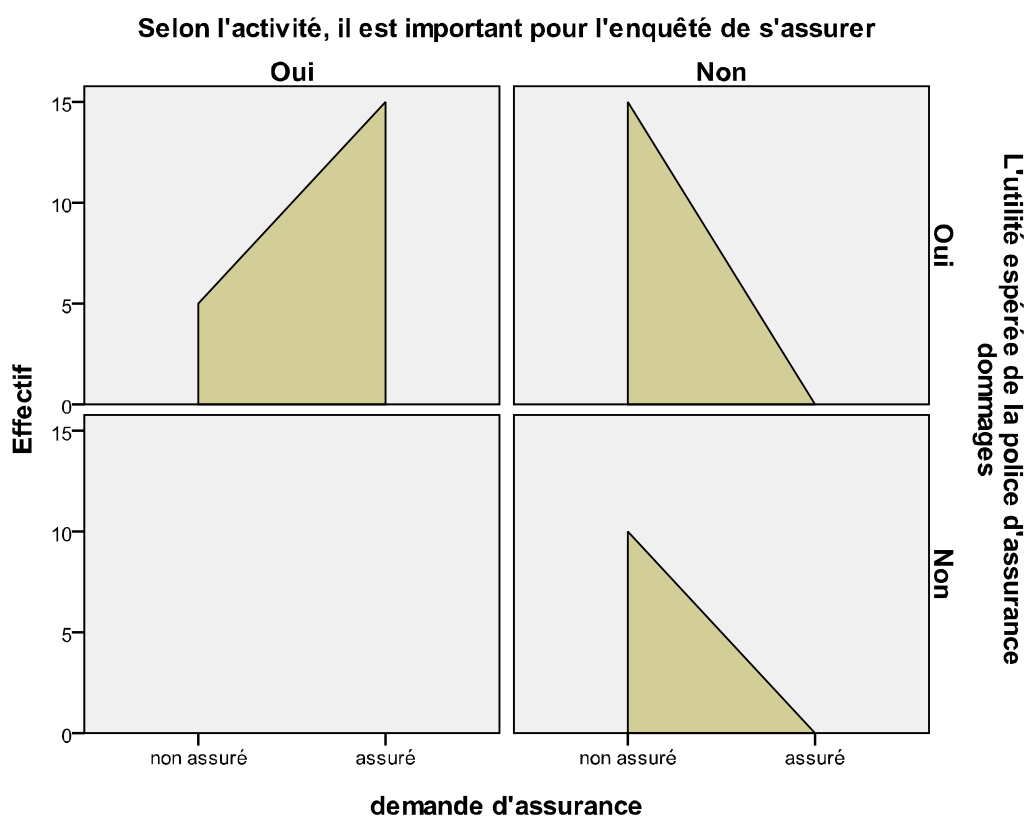 Selon l'activité, il est important pour l'enquêté de s'assurer
Oui
Non
15
10
5
0
15
10
5
0
Effectif
Oui
Non
L'utilité espérée de la police d'assurance
dommages
non assuré
assuré
non assuré
assuré
demande d'assurance